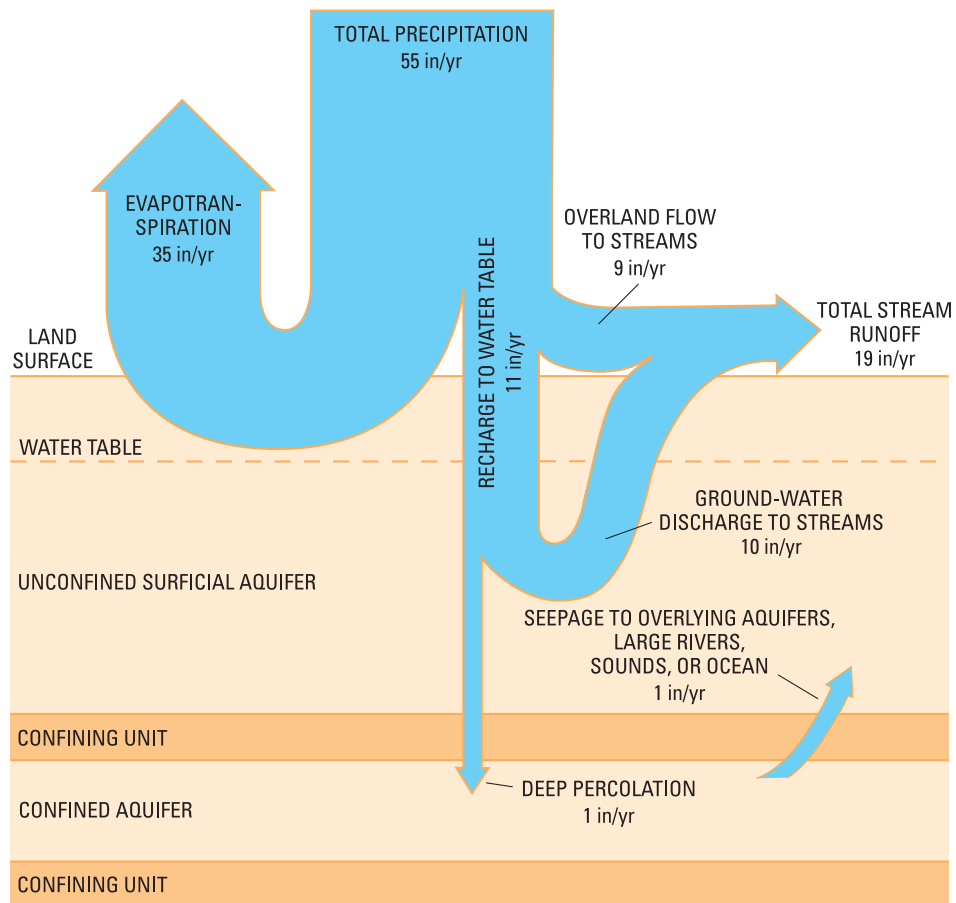 TOTAL PRECIPITATION
55 in/yr
EVAPOTRAN-
SPIRATION
35 in/yr
OVERLAND FLOW
TO STREAMS
9 in/yr
RECHARGE TO WATER TABLE
11 in/yr
TOTAL STREAM
RUNOFF
19 in/yr
LAND
SURFACE
WATER TABLE
GROUND-WATER
DISCHARGE TO STREAMS
10 in/yr
UNCONFINED SURFICIAL AQUIFER
SEEPAGE TO OVERLYING AQUIFERS,
LARGE RIVERS,
SOUNDS, OR OCEAN
1 in/yr
CONFINING UNIT
DEEP PERCOLATION
1 in/yr
CONFINED AQUIFER
CONFINING UNIT